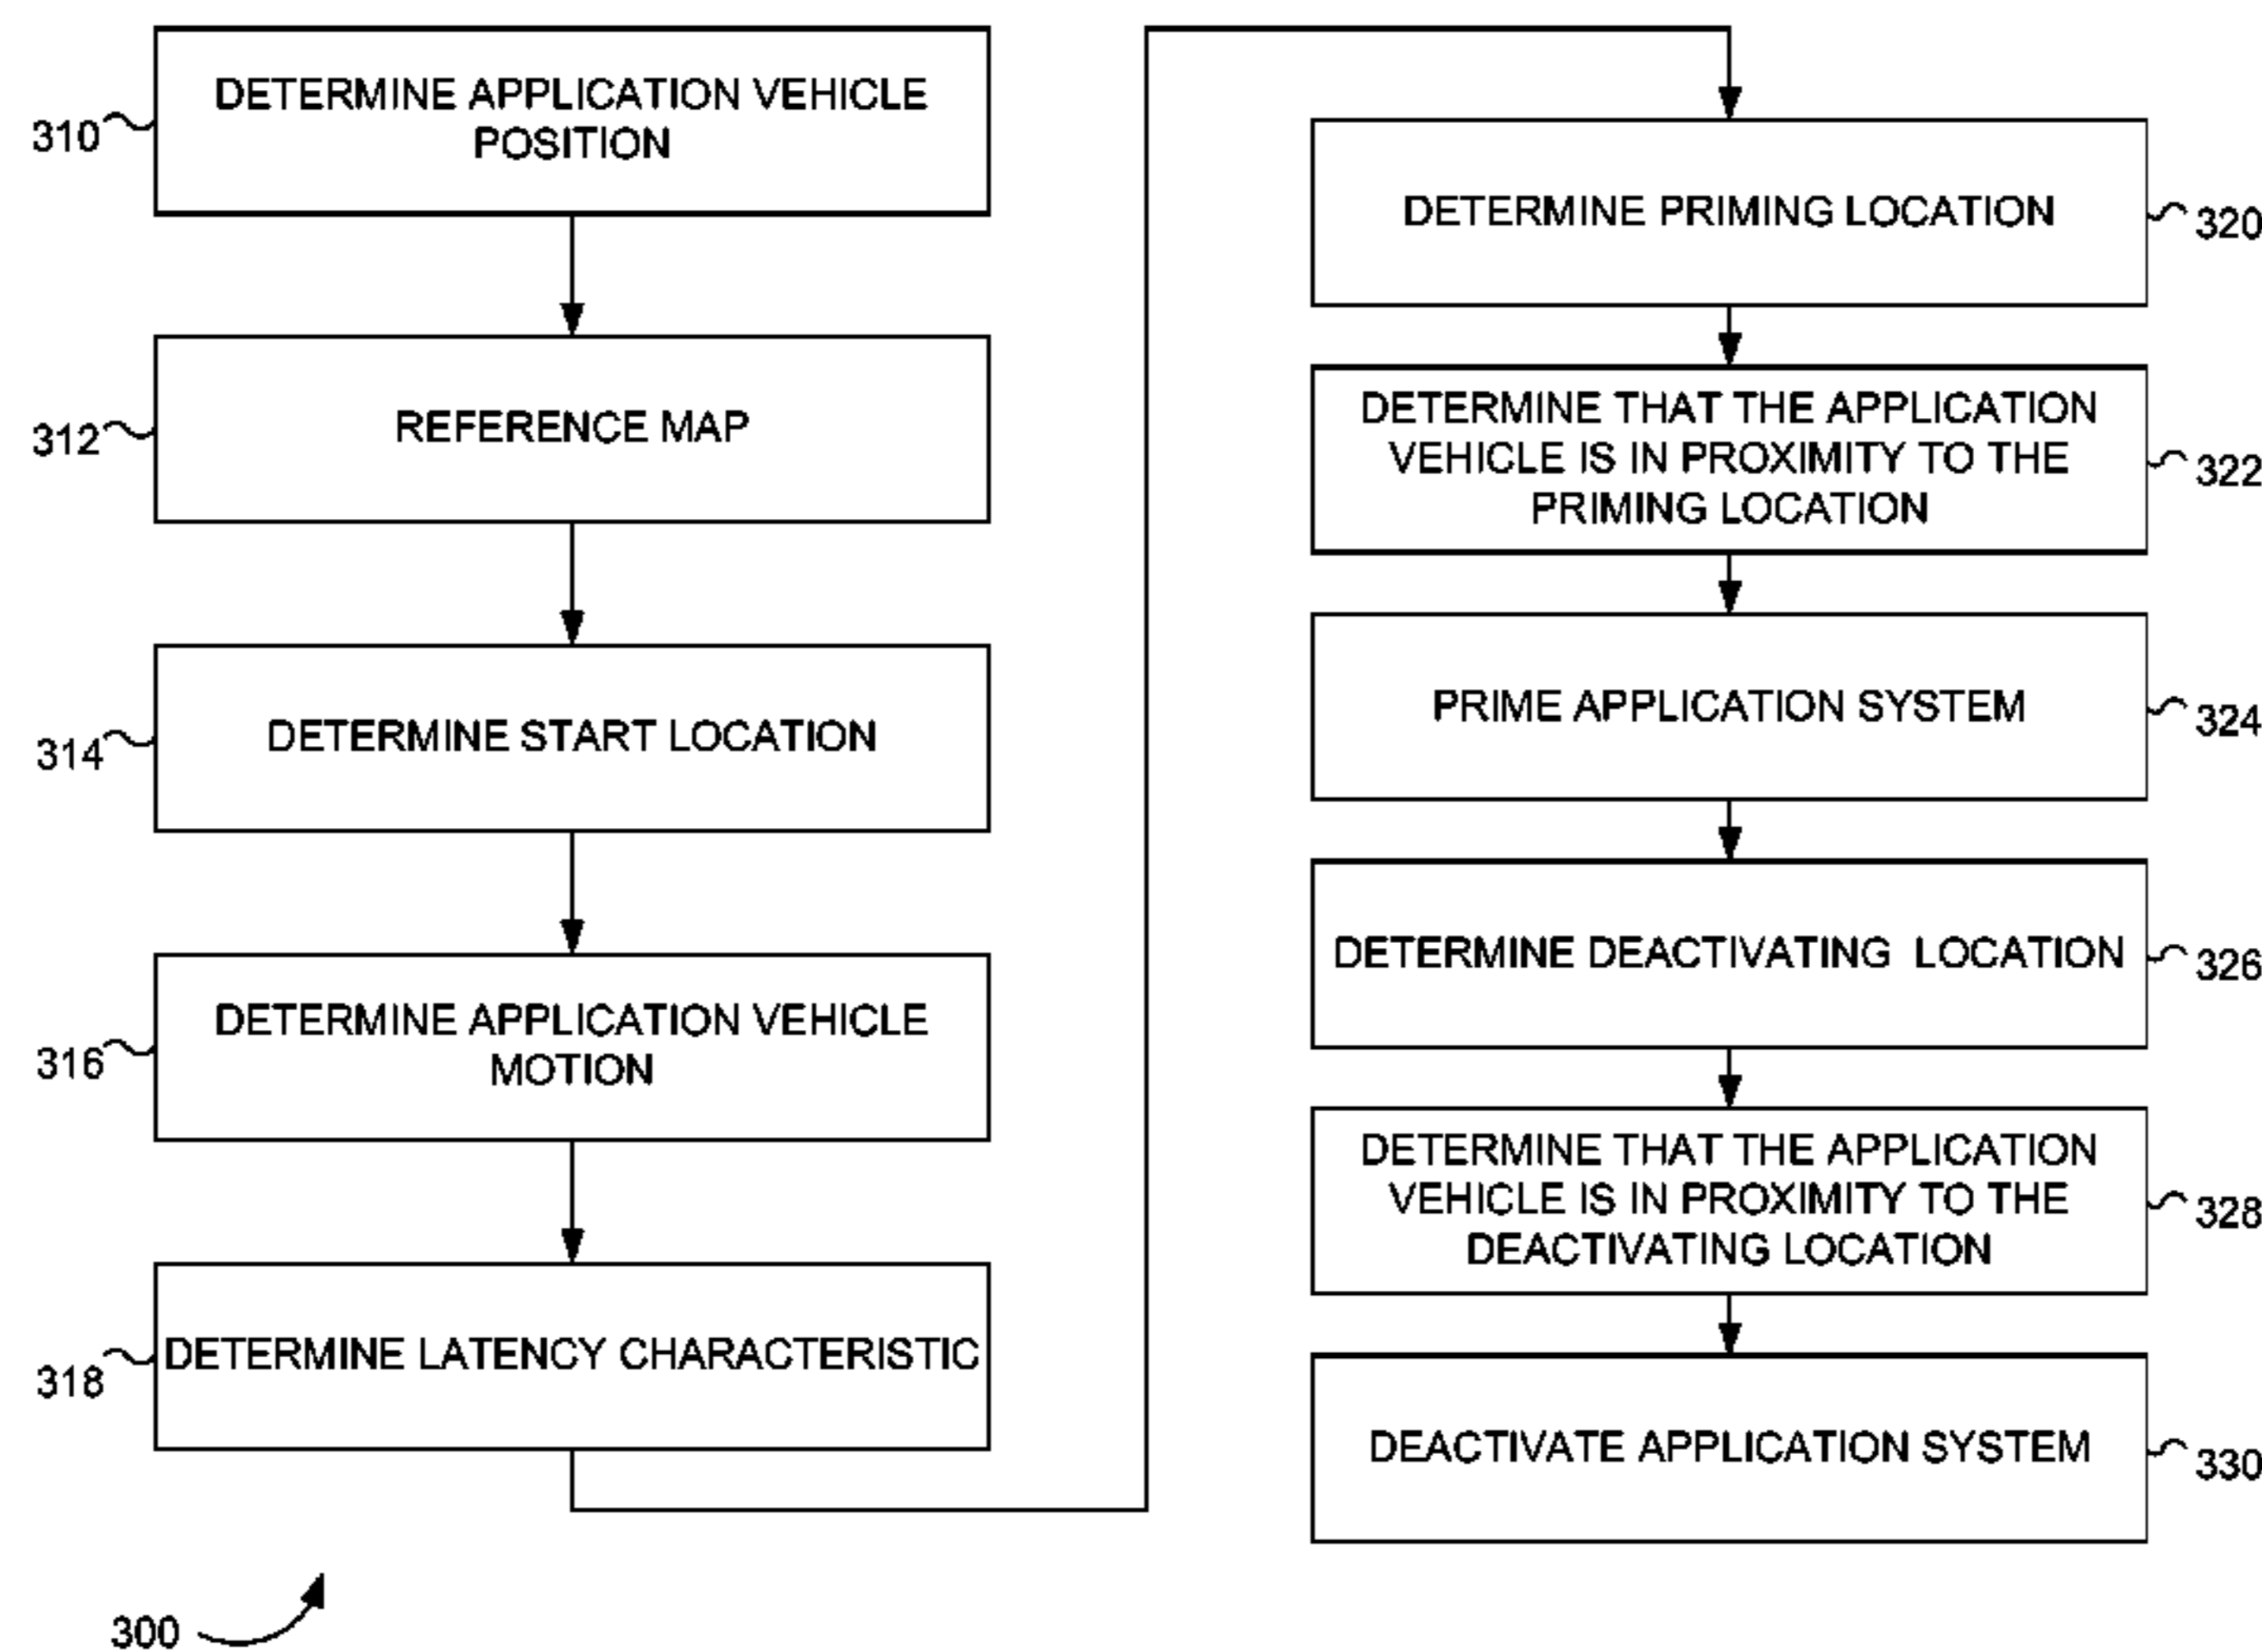 310
DETERMINE APPLICATION VEHICLE
POSITION
312
REFERENCE MAP
314
DETERMINE START LOCATION
316
DETERMINE APPLICATION VEHICLE
MOTION
318
DETERMINE LATENCY CHARACTERISTIC
DETERMINE PRIMING LOCATION
320
DETERMINE THAT THE APPLICATION
VEHICLE IS IN PROXIMITY TO THE
PRIMING LOCATION
322
PRIME APPLICATION SYSTEM
324
DETERMINE DEACTIVATING LOCATION
326
DETERMINE THAT THE APPLICATION
VEHICLE IS IN PROXIMITY TO THE
DEACTIVATING LOCATION
328
DEACTIVATE APPLICATION SYSTEM
330
300